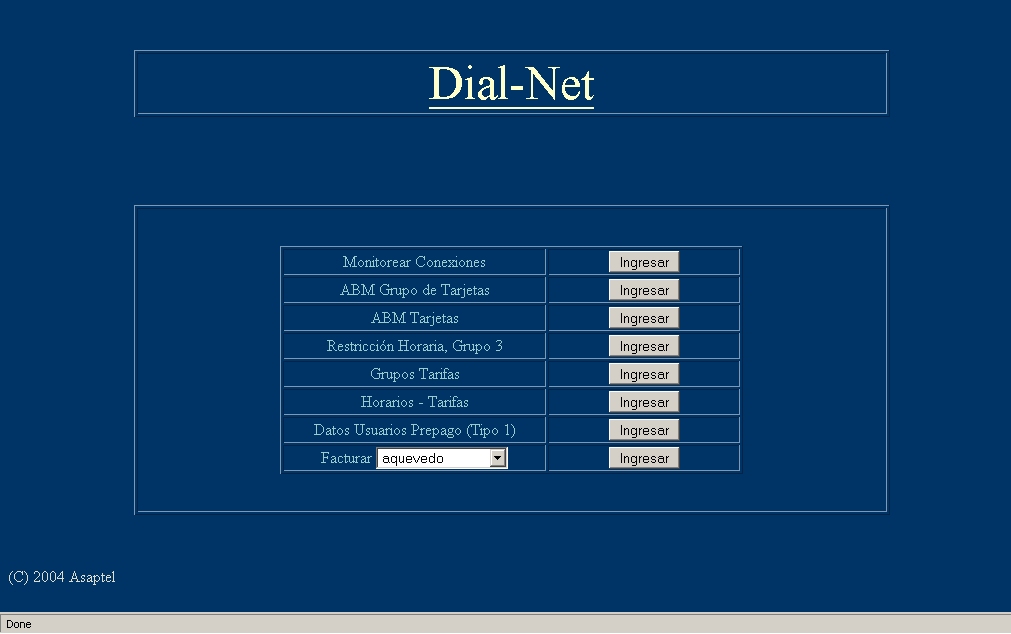 Dial-Net
Monitorear Conexiones Ingresar
ABM Grupo de Tarjetas Ingresar
ABM Tarjetas Ingresar
Restricción Horaria, Grupo 3 Ingresar
Grupos Tarifas Ingresar
Horarios - Tarifas Ingresar
Datos Usuarios Prepago (Tipo 1) Ingresar
Facturar aquevedo Ingresar
(C) 2004 Asaptel
Done